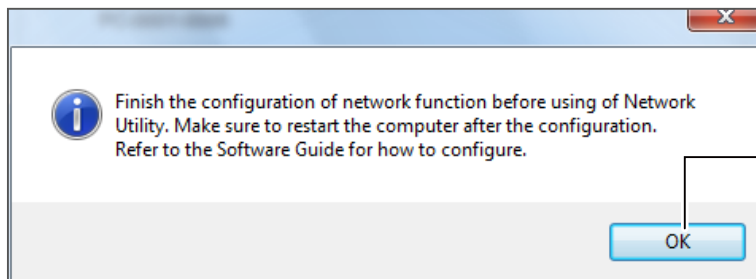 Finish the configuration of network function before using of Network
Utility. Make sure to restart the computer after the configuration.
Refer to the Software Guide for how to configure.
OK